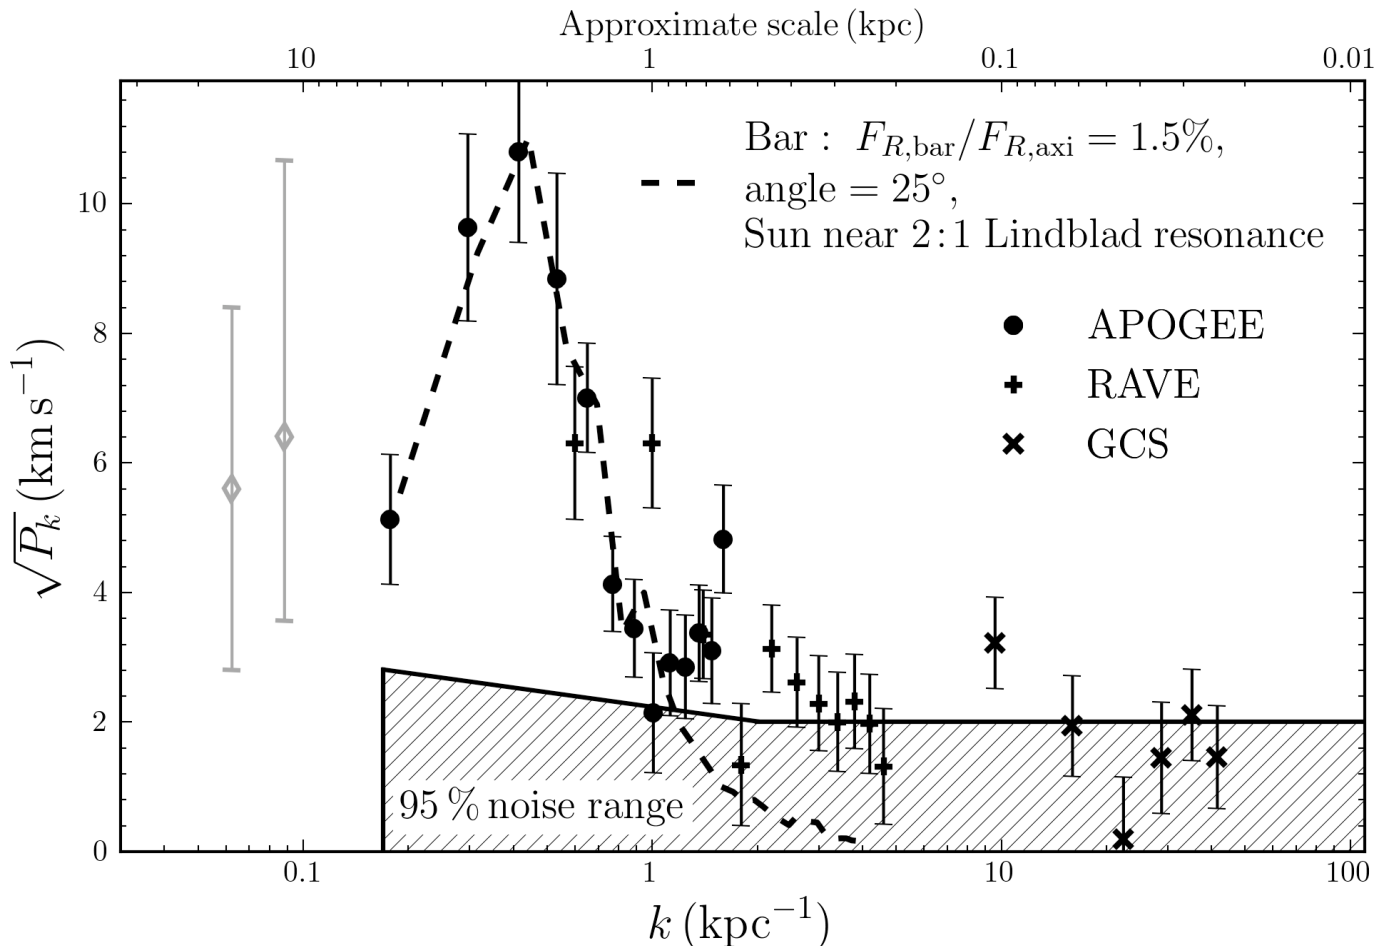 Approximate scale (kpc)
10 1 0.1 0.01
Bar : F_{R,bar}/F_{R,axi} = 1.5%,
angle = 25°,
Sun near 2:1 Lindblad resonance
APOGEE
RAVE
GCS
√P_k (km s⁻¹)
10
8
6
4
2
0
95 % noise range
0.1 1 10 100
k (kpc⁻¹)